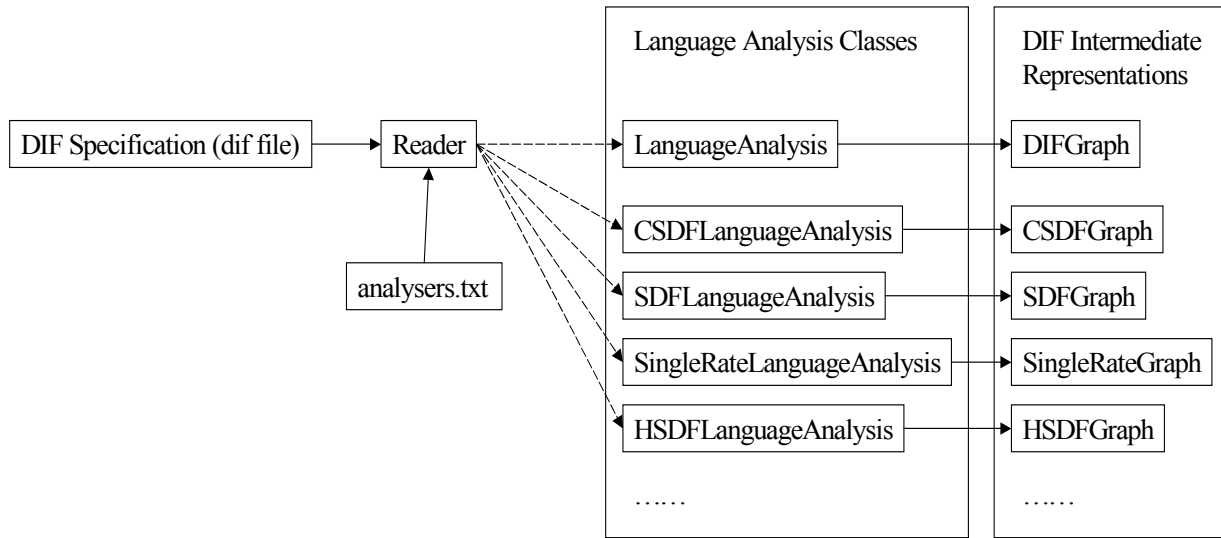 Language Analysis Classes
DIF Intermediate
Representations
DIF Specification (dif file)
Reader
LanguageAnalysis
DIFGraph
CSDFLanguageAnalysis
CSDFGraph
analysers.txt
SDFLanguageAnalysis
SDFGraph
SingleRateLanguageAnalysis
SingleRateGraph
HSDFLanguageAnalysis
HSDFGraph
……
……